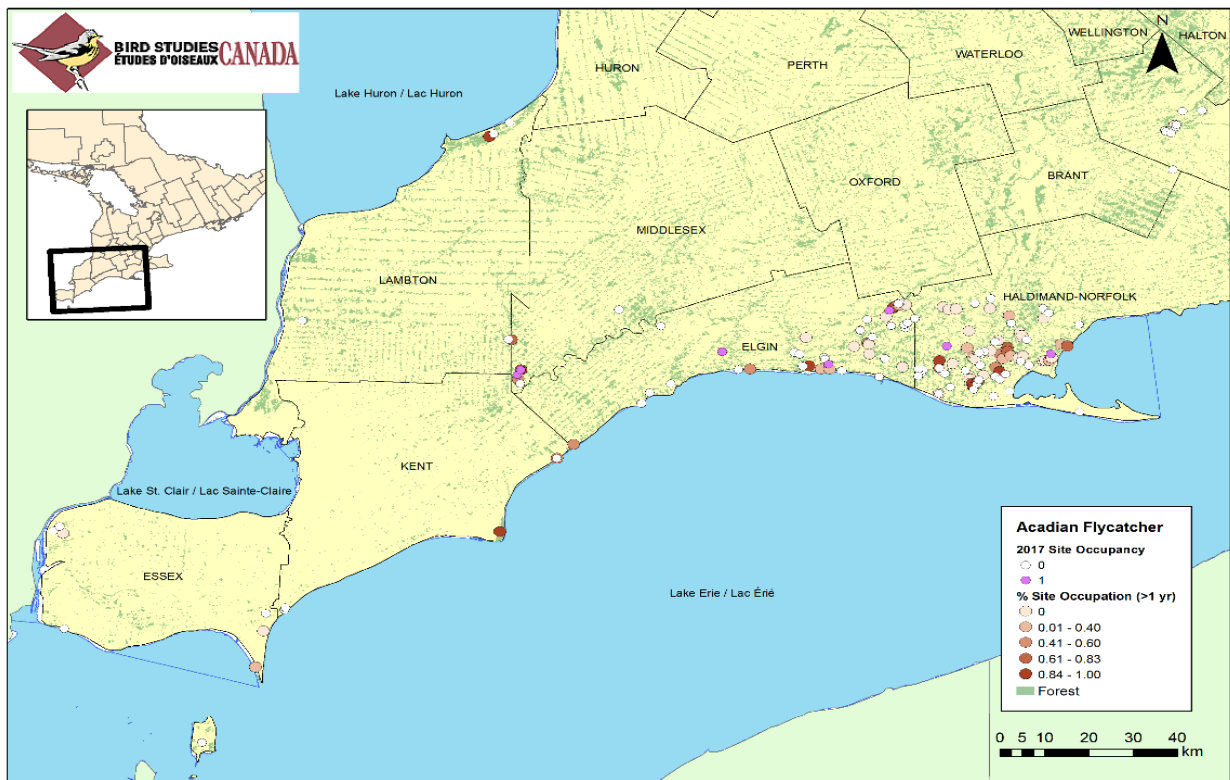 BIRD STUDIES
ÉTUDES D'OISEAUX CANADA
Lake Huron / Lac Huron
HURON
PERTH
WATERLOO
WELLINGTON
HALTON
N
OXFORD
BRANT
MIDDLESEX
LAMBTON
HALDIMAND-NORFOLK
ELGIN
KENT
Lake St. Clair / Lac Sainte-Claire
ESSEX
Lake Erie / Lac Érié
Acadian Flycatcher
2017 Site Occupancy
0
1
% Site Occupation (>1 yr)
0
0.01 - 0.40
0.41 - 0.60
0.61 - 0.83
0.84 - 1.00
Forest
0 5 10 20 30 40
km